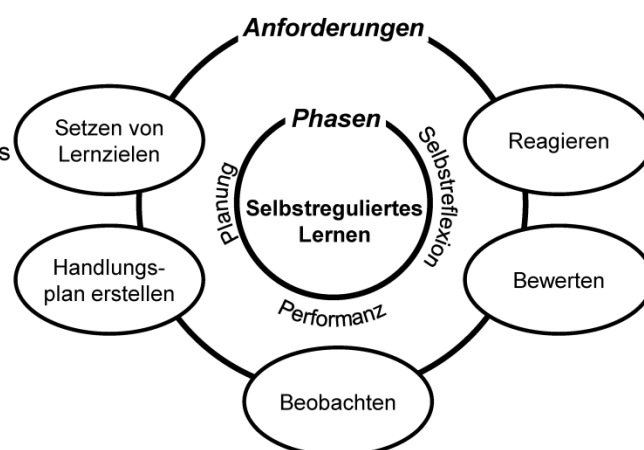 Anforderungen
Setzen von
Lernzielen
s
Phasen
Reagieren
Planung
Selbstreflexion
Selbstreguliertes
Lernen
Handlungs-
plan erstellen
Bewerten
Performanz
Beobachten